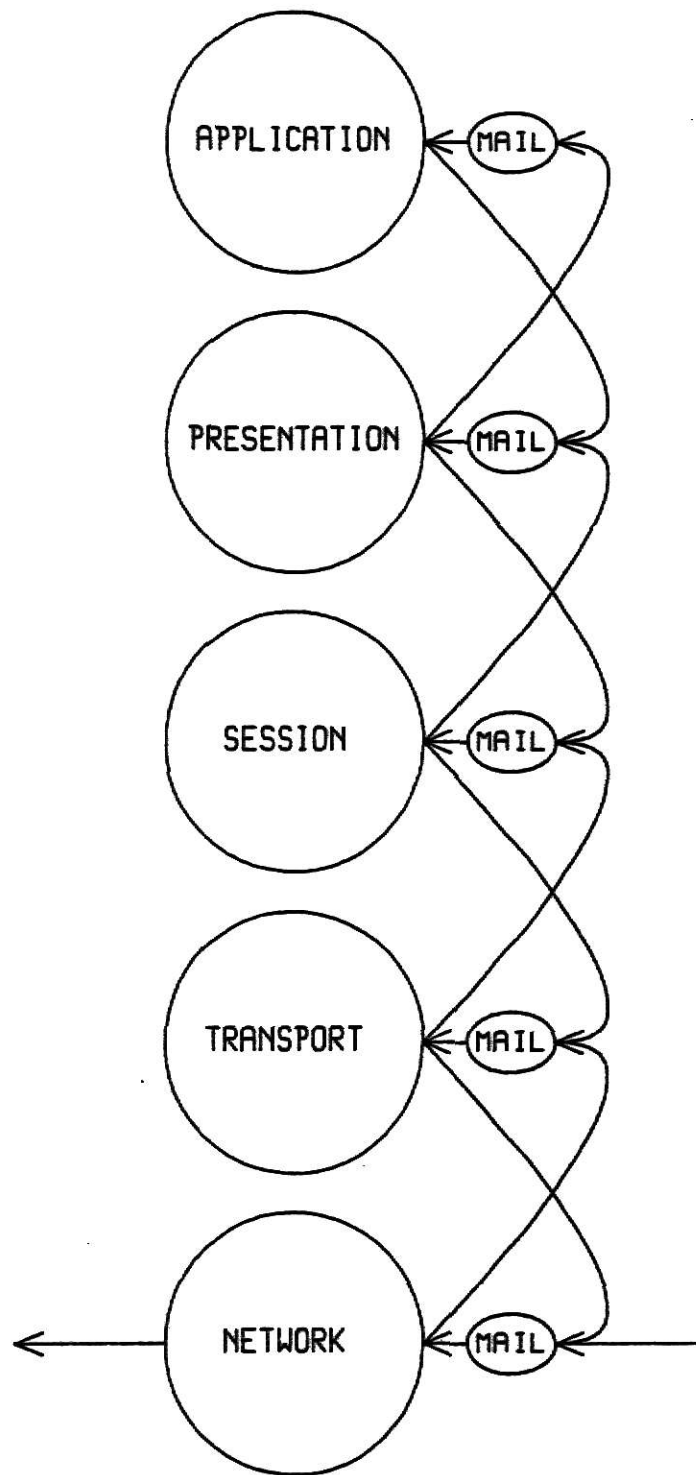 APPLICATION MAIL
PRESENTATION MAIL
SESSION MAIL
TRANSPORT MAIL
NETWORK MAIL